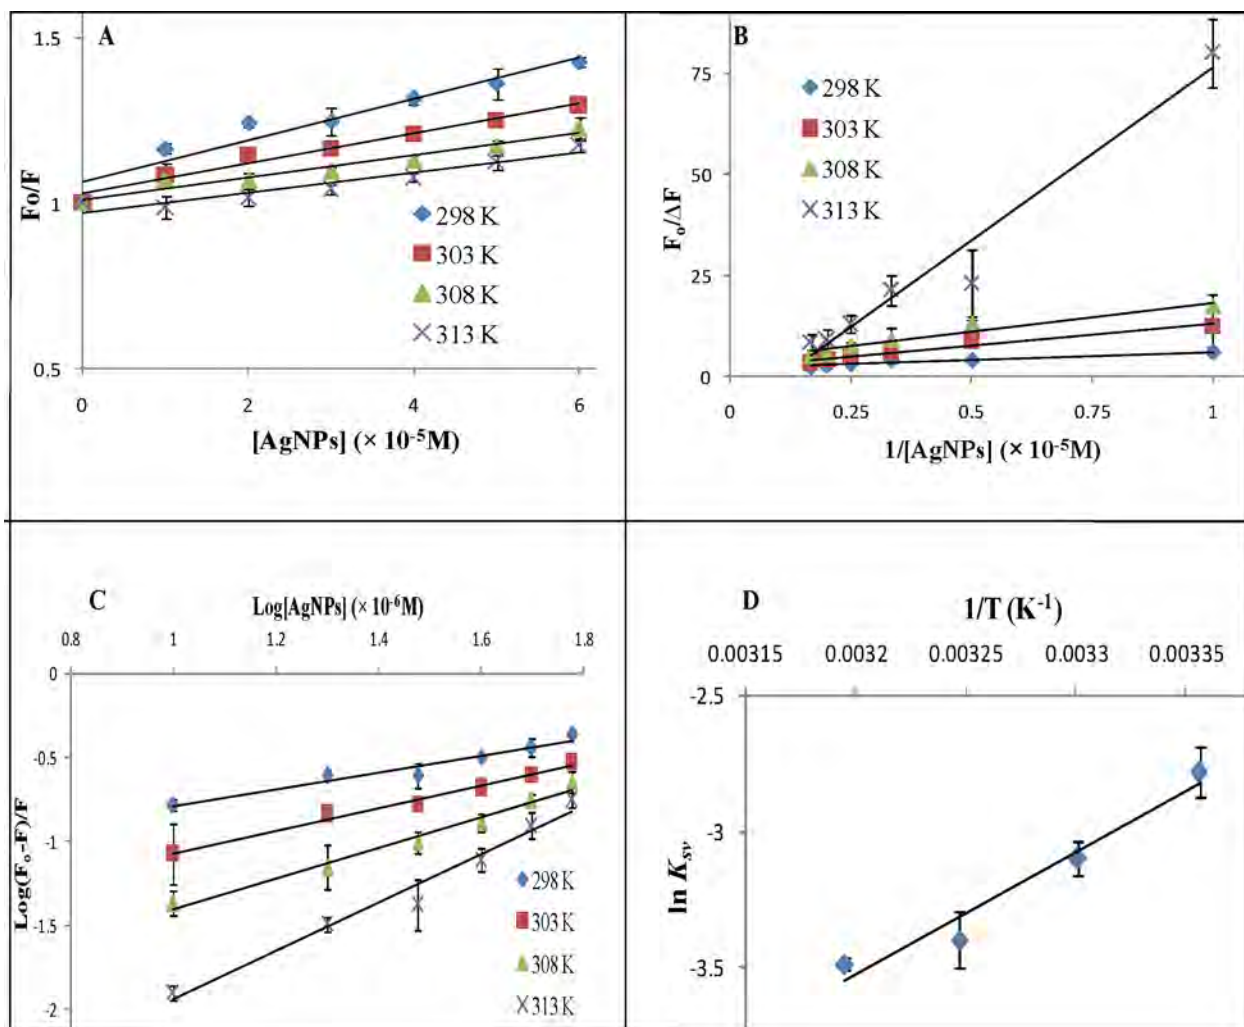 A
1.5
1
0.5
Fo/F
298 K
303 K
308 K
313 K
0
2
4
6
[AgNPs] (× 10⁻⁵M)
B
75
50
25
0
Fₒ/ΔF
298 K
303 K
308 K
313 K
0
0.25
0.5
0.75
1
1/[AgNPs] (× 10⁻⁵M)
C
Log[AgNPs] (× 10⁻⁶M)
0.8
1
1.2
1.4
1.6
1.8
0
-0.5
-1
-1.5
-2
Log(Fₒ-F)/F
298 K
303 K
308 K
313 K
D
1/T (K⁻¹)
0.00315
0.0032
0.00325
0.0033
0.00335
-2.5
-3
-3.5
ln Ksv